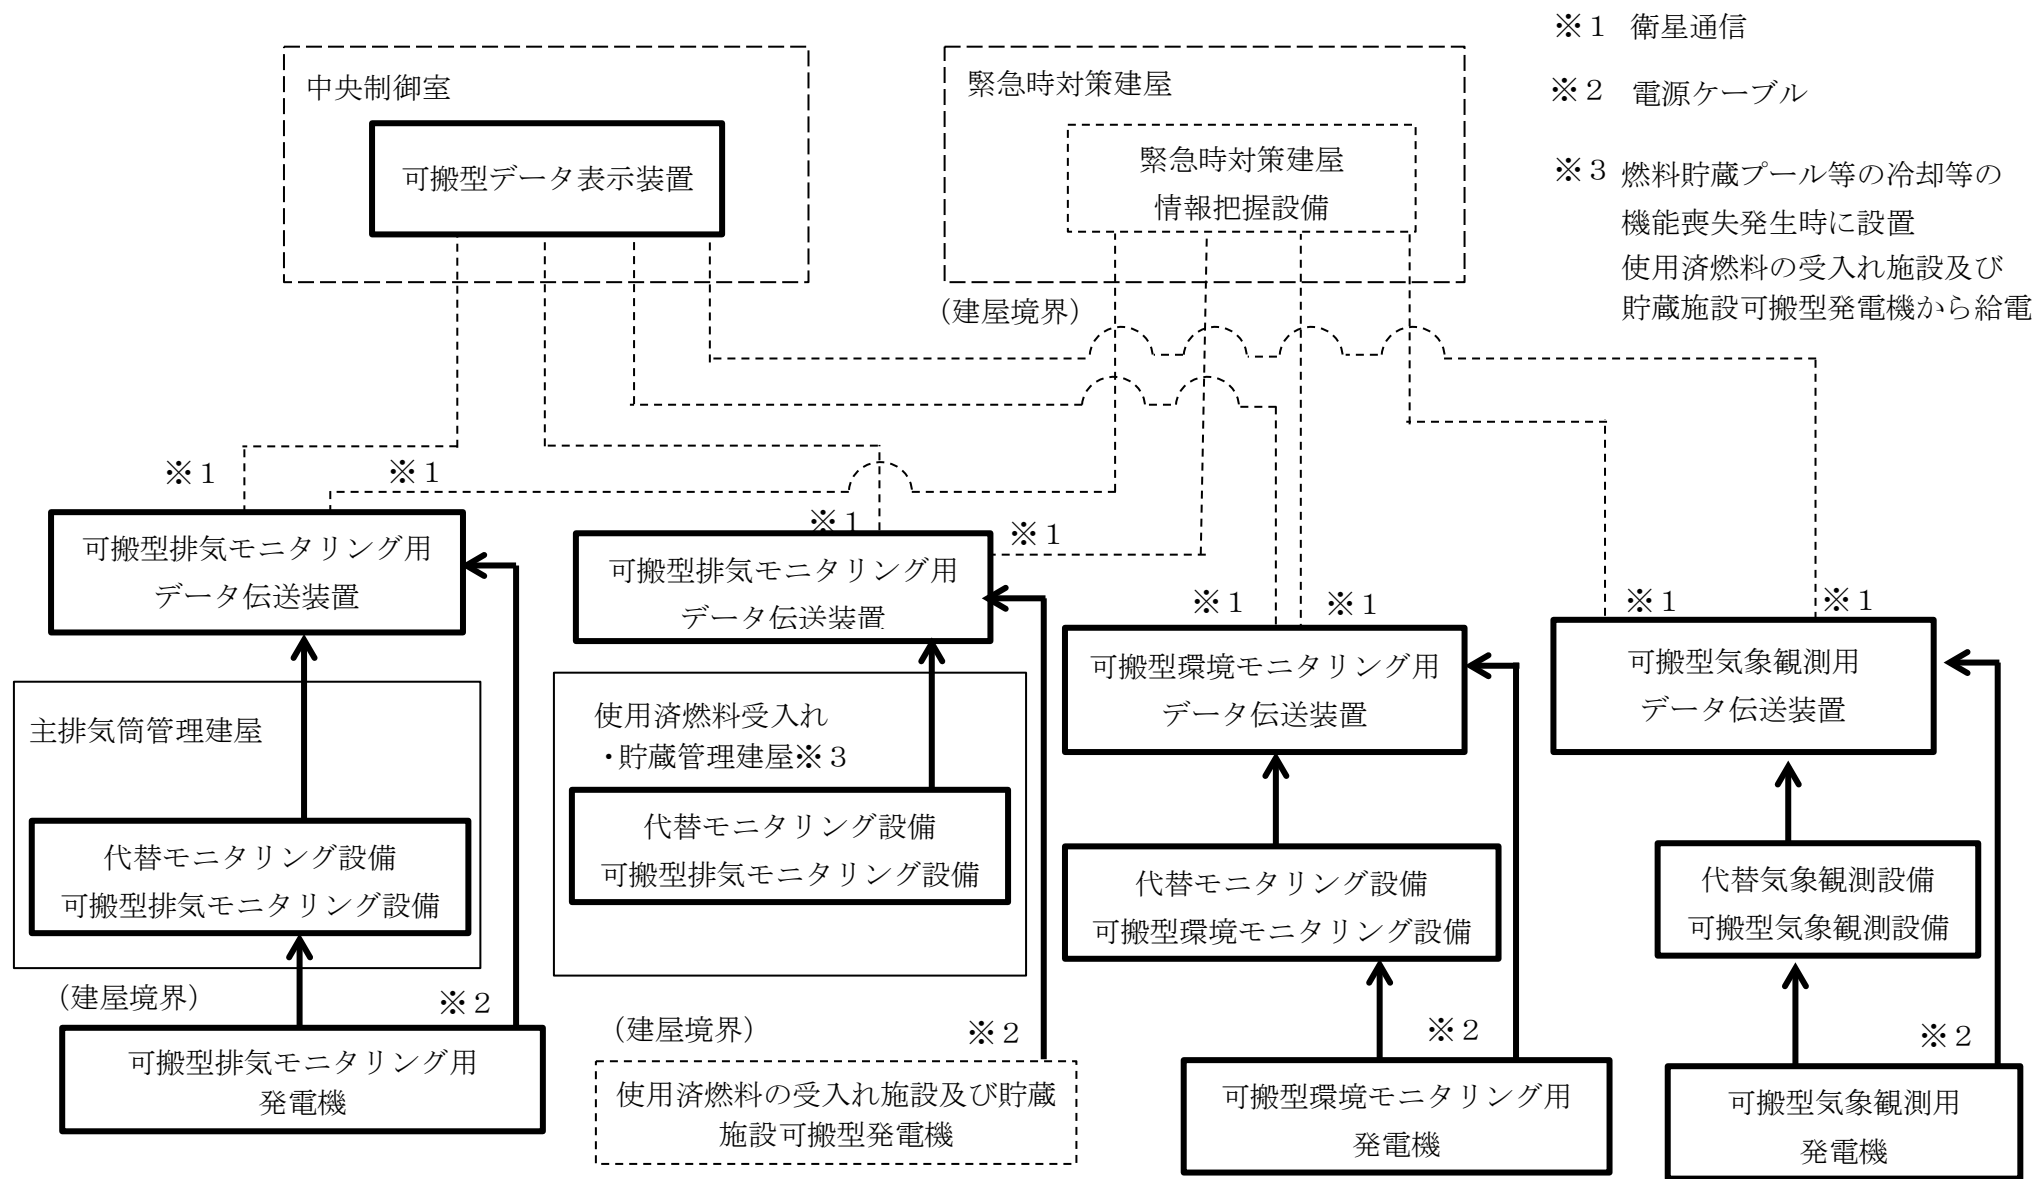 ※１ 衛星通信
※２ 電源ケーブル
※３ 燃料貯蔵プール等の冷却等の
機能喪失発生時に設置
使用済燃料の受入れ施設及び
貯蔵施設可搬型発電機から給電
中央制御室
可搬型データ表示装置
緊急時対策建屋
緊急時対策建屋
情報把握設備
(建屋境界)
※１
※１
※１
※１
※１
※１
※１
※１
可搬型排気モニタリング用
データ伝送装置
可搬型排気モニタリング用
データ伝送装置
可搬型環境モニタリング用
データ伝送装置
可搬型気象観測用
データ伝送装置
主排気筒管理建屋
代替モニタリング設備
可搬型排気モニタリング設備
使用済燃料受入れ
・貯蔵管理建屋※３
代替モニタリング設備
可搬型排気モニタリング設備
代替モニタリング設備
可搬型環境モニタリング設備
代替気象観測設備
可搬型気象観測設備
(建屋境界)
※２
(建屋境界)
※２
※２
※２
可搬型排気モニタリング用
発電機
使用済燃料の受入れ施設及び貯蔵
施設可搬型発電機
可搬型環境モニタリング用
発電機
可搬型気象観測用
発電機